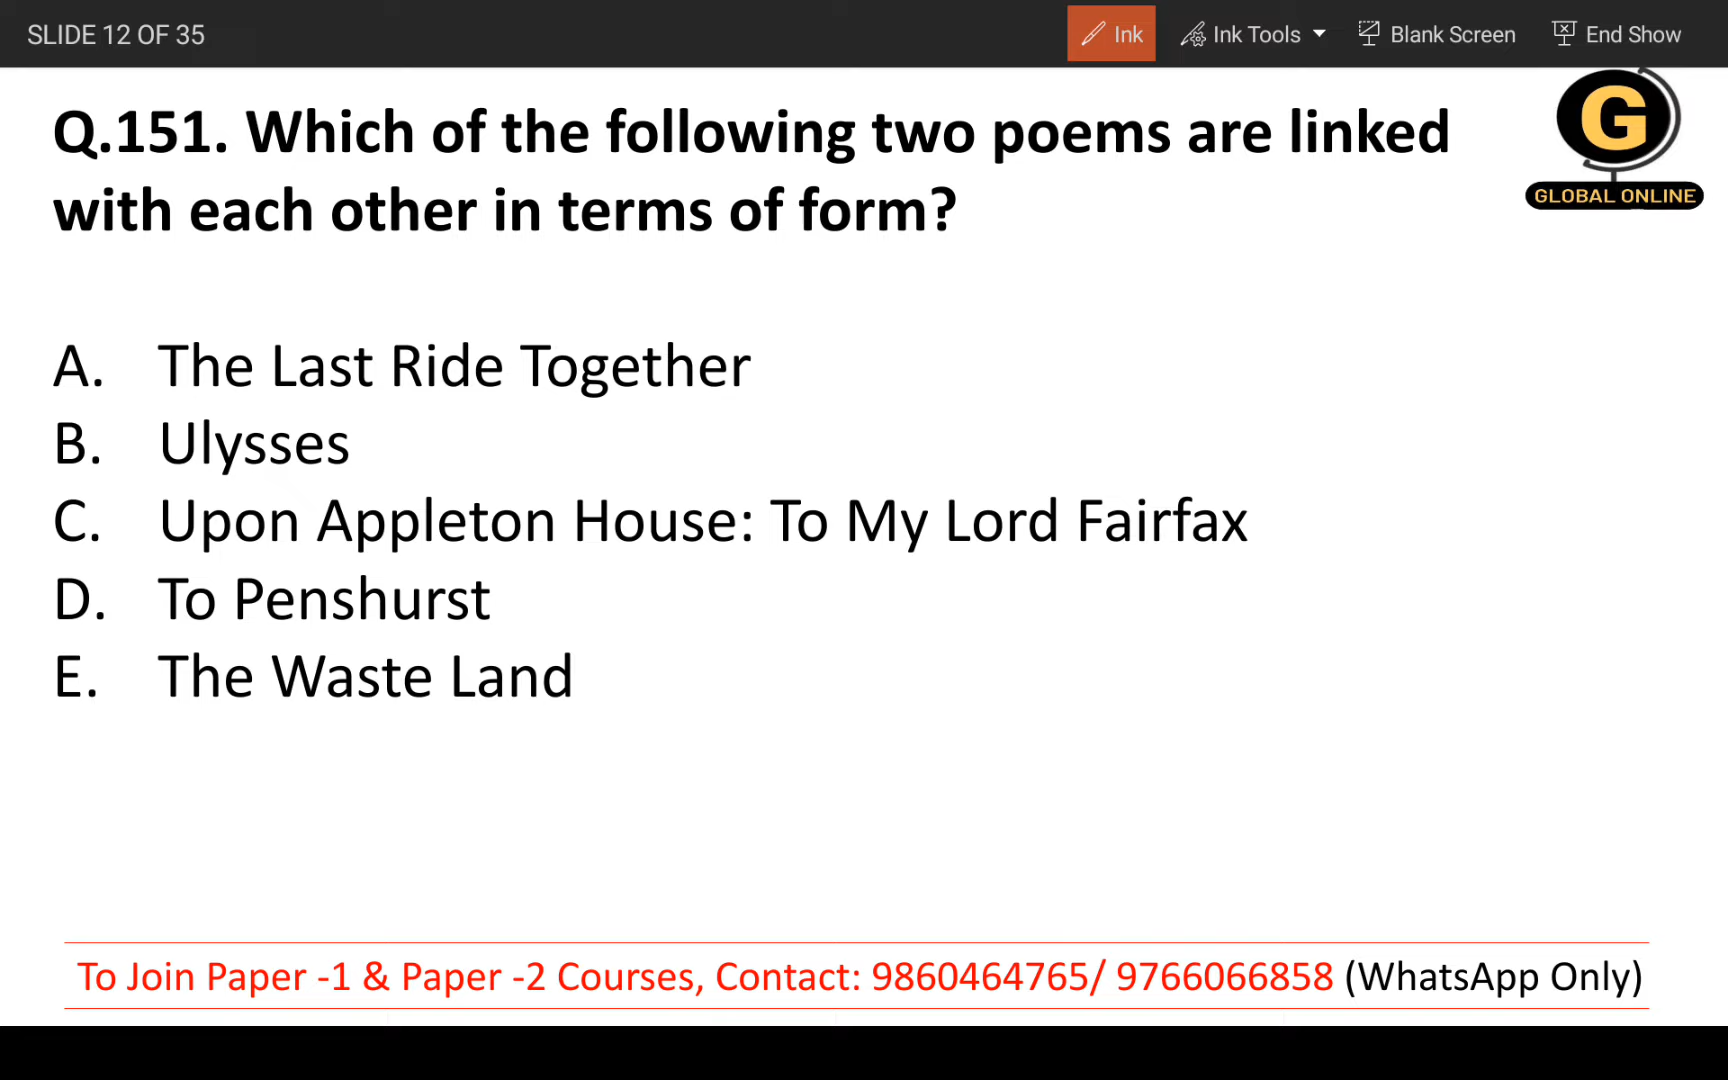 SLIDE 12 OF 35
Ink
Ink Tools
Blank Screen
End Show
G
GLOBAL ONLINE
Q.151. Which of the following two poems are linked
with each other in terms of form?
A. The Last Ride Together
B. Ulysses
C. Upon Appleton House: To My Lord Fairfax
D. To Penshurst
E. The Waste Land
To Join Paper -1 & Paper -2 Courses, Contact: 9860464765/ 9766066858 (WhatsApp Only)